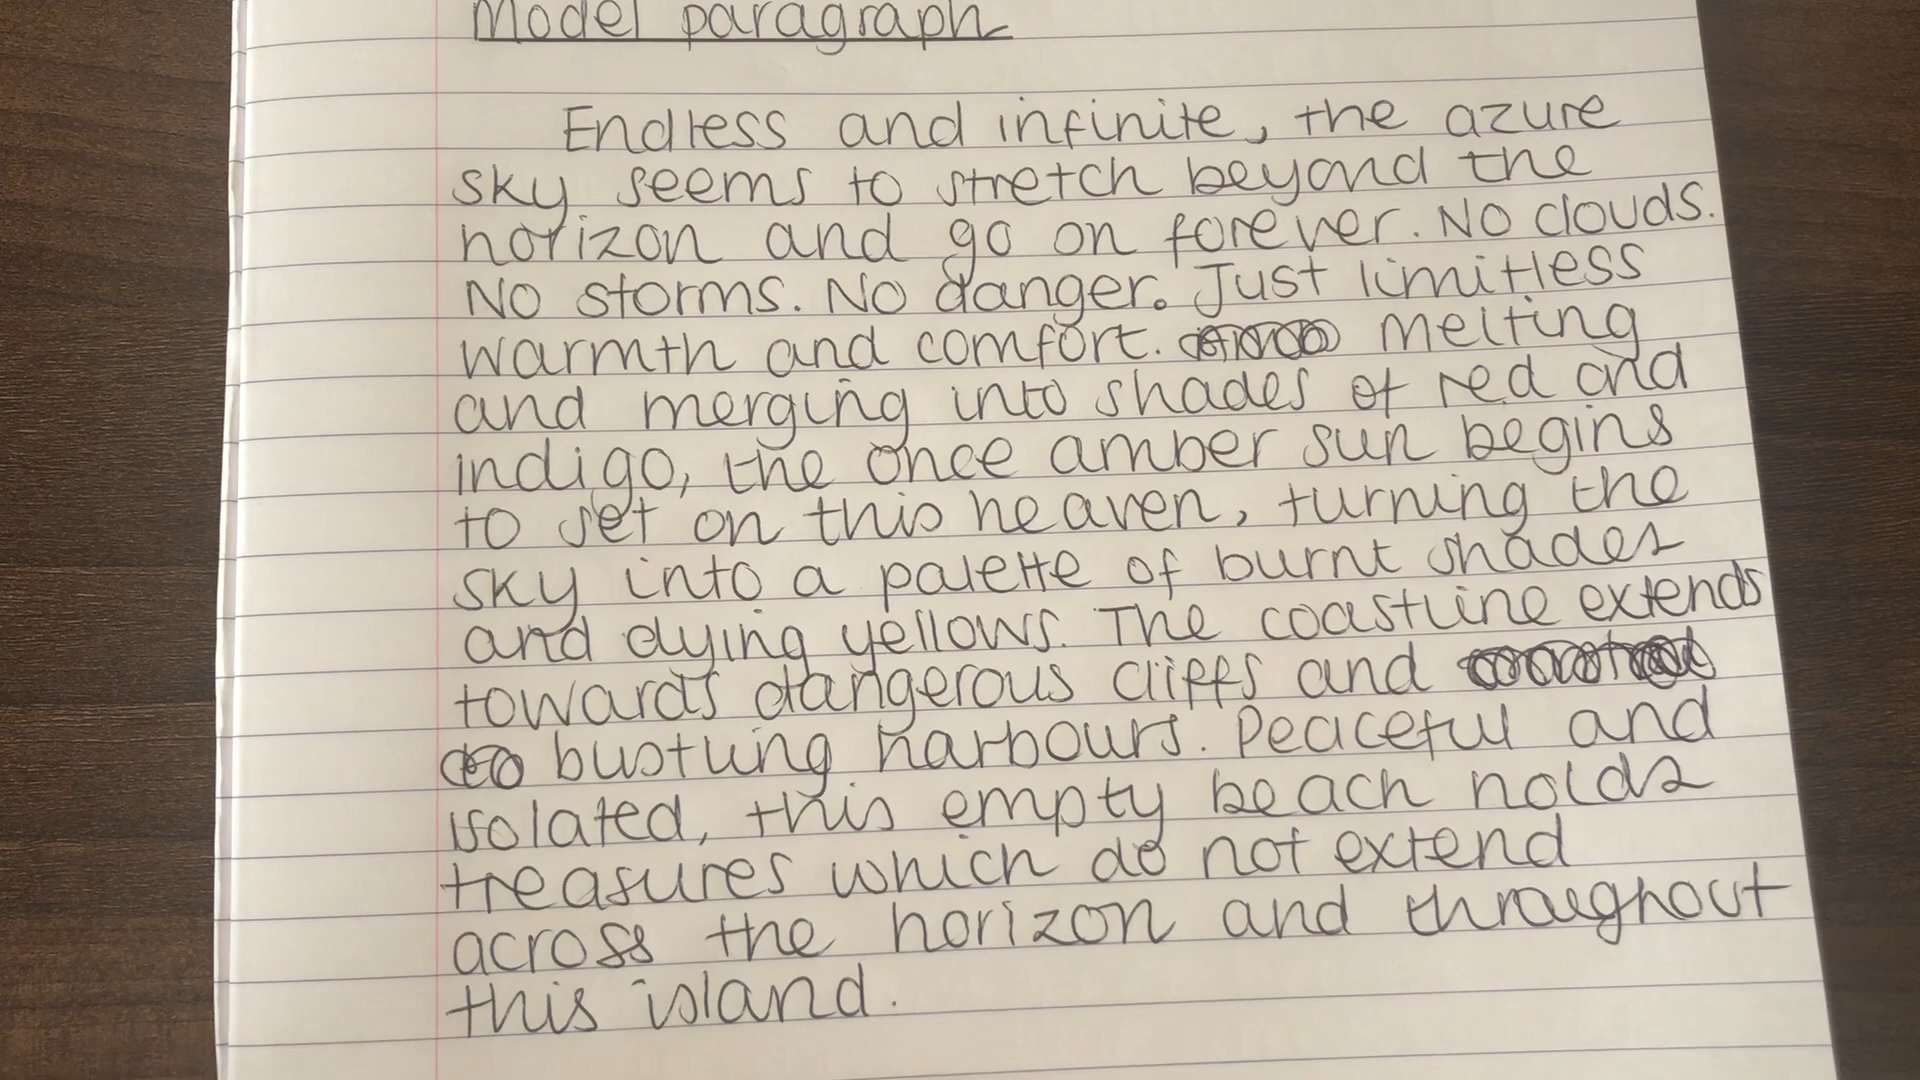 Model paragraph
Endless and infinite, the azure
sky seems to stretch beyond the
horizon and go on forever. No clouds.
No storms. No danger. Just limitless
warmth and comfort. Melting
and merging into shades of red and
indigo, the once amber sun begins
to set on this heaven, turning the
sky into a palette of burnt shades
and dying yellows. The coastline extends
towards dangerous cliffs and
bustling harbours. Peaceful and
isolated, this empty beach holds
treasures which do not extend
across the horizon and throughout
this island.